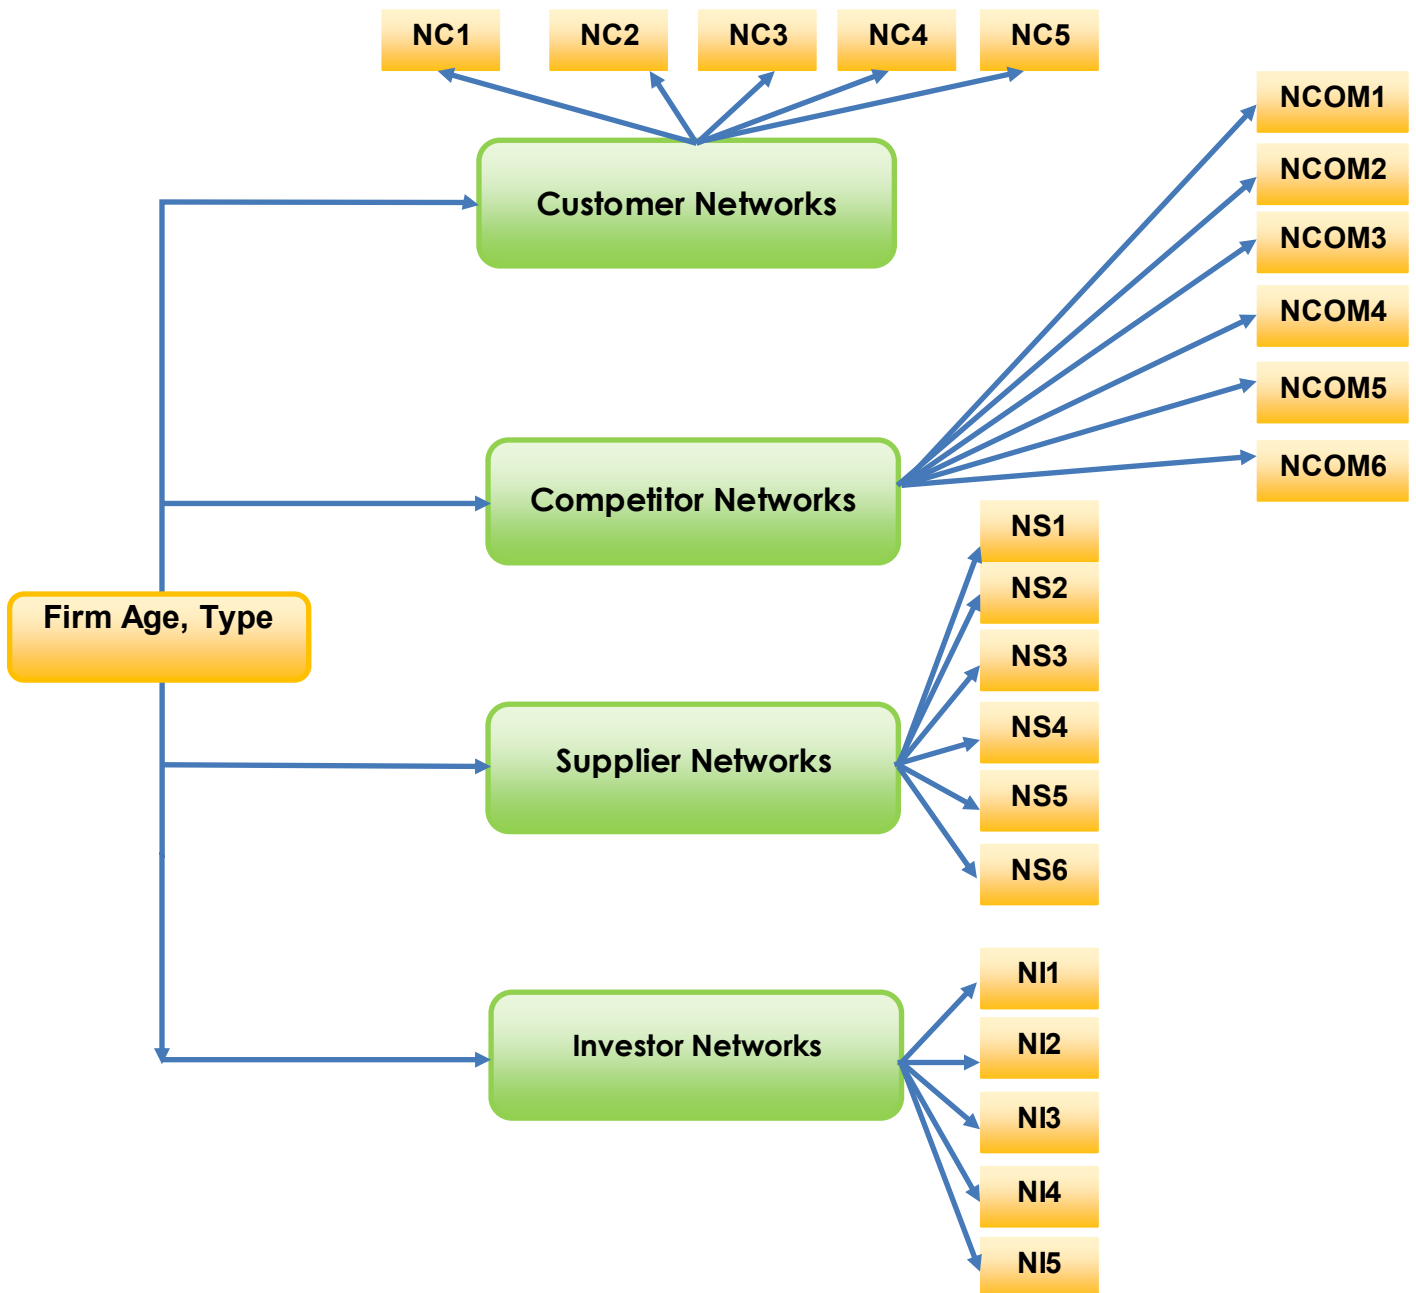 NC1
NC2
NC3
NC4
NC5
NCOM1
NCOM2
NCOM3
NCOM4
NCOM5
NCOM6
Customer Networks
Competitor Networks
NS1
NS2
NS3
NS4
NS5
NS6
Firm Age, Type
Supplier Networks
Investor Networks
NI1
NI2
NI3
NI4
NI5